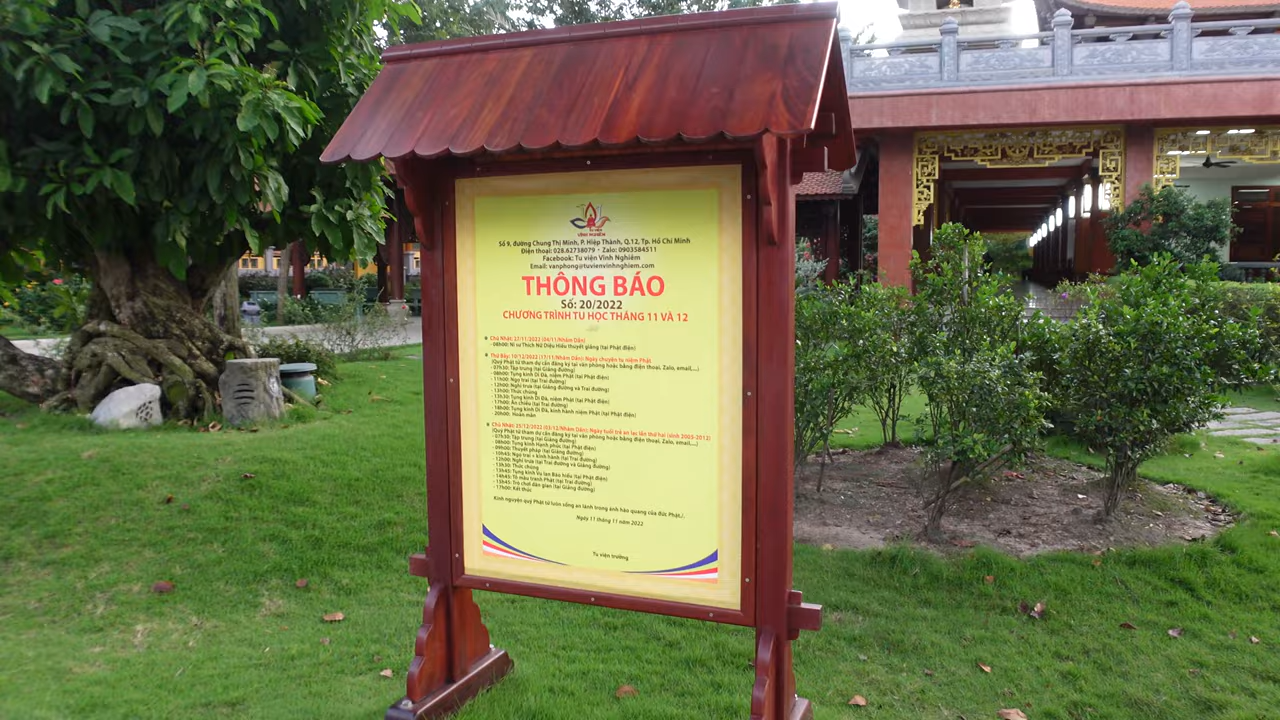 TU VIỆN
VĨNH NGHIÊM
Số 9, đường Chung Thị Minh, P. Hiệp Thành, Q.12, Tp. Hồ Chí Minh
Điện thoại: 028.62738079 - Zalo: 0903584511
Facebook: Tu viện Vĩnh Nghiêm
Email: vanphong@tuvienvinhnghiem.com
THÔNG BÁO
Số: 20/2022
CHƯƠNG TRÌNH TU HỌC THÁNG 11 VÀ 12
Chủ Nhật: 27/11/2022 (04/11/Nhâm Dần)
- 08h00: Ni sư Thích Nữ Diệu Hiếu thuyết giảng (tại Phật điện)
Thứ Bảy: 10/12/2022 (17/11/Nhâm Dần): Ngày chuyên tu niệm Phật
(Quý Phật tử tham dự cần đăng ký tại văn phòng hoặc bằng điện thoại, Zalo, email,...)
- 07h30: Tập trung (tại Giảng đường)
- 08h00: Tụng kinh Di Đà, niệm Phật (tại Phật điện)
- 11h00: Ngọ trai (tại Trai đường)
- 12h00: Nghỉ trưa (tại Giảng đường và Trai đường)
- 13h00: Thức chúng
- 13h30: Tụng kinh Di Đà, niệm Phật (tại Phật điện)
- 17h00: Ăn chiều (tại Trai đường)
- 18h00: Tụng kinh Di Đà, kinh hành niệm Phật (tại Phật điện)
- 20h00: Hoàn mãn
Chủ Nhật: 25/12/2022 (03/12/Nhâm Dần): Ngày tuổi trẻ an lạc lần thứ hai (sinh 2005-2012)
(Quý Phật tử tham dự cần đăng ký tại văn phòng hoặc bằng điện thoại, Zalo, email,...)
- 07h30: Tập trung (tại Giảng đường)
- 08h00: Tụng kinh Hạnh phúc (tại Phật điện)
- 09h00: Thuyết pháp (tại Giảng đường)
- 10h45: Ngọ trai + kinh hành (tại Trai đường)
- 12h00: Nghỉ trưa (tại Trai đường và Giảng đường)
- 13h30: Thức chúng
- 13h45: Tụng kinh Vu lan Báo hiếu (tại Phật điện)
- 14h45: Tô màu tranh Phật (tại Trai đường)
- 15h45: Trò chơi dân gian (tại Giảng đường)
- 17h00: Kết thúc
Kính nguyện quý Phật tử luôn sống an lành trong ánh hào quang của đức Phật./.
Ngày 11 tháng 11 năm 2022
Tu viện trưởng